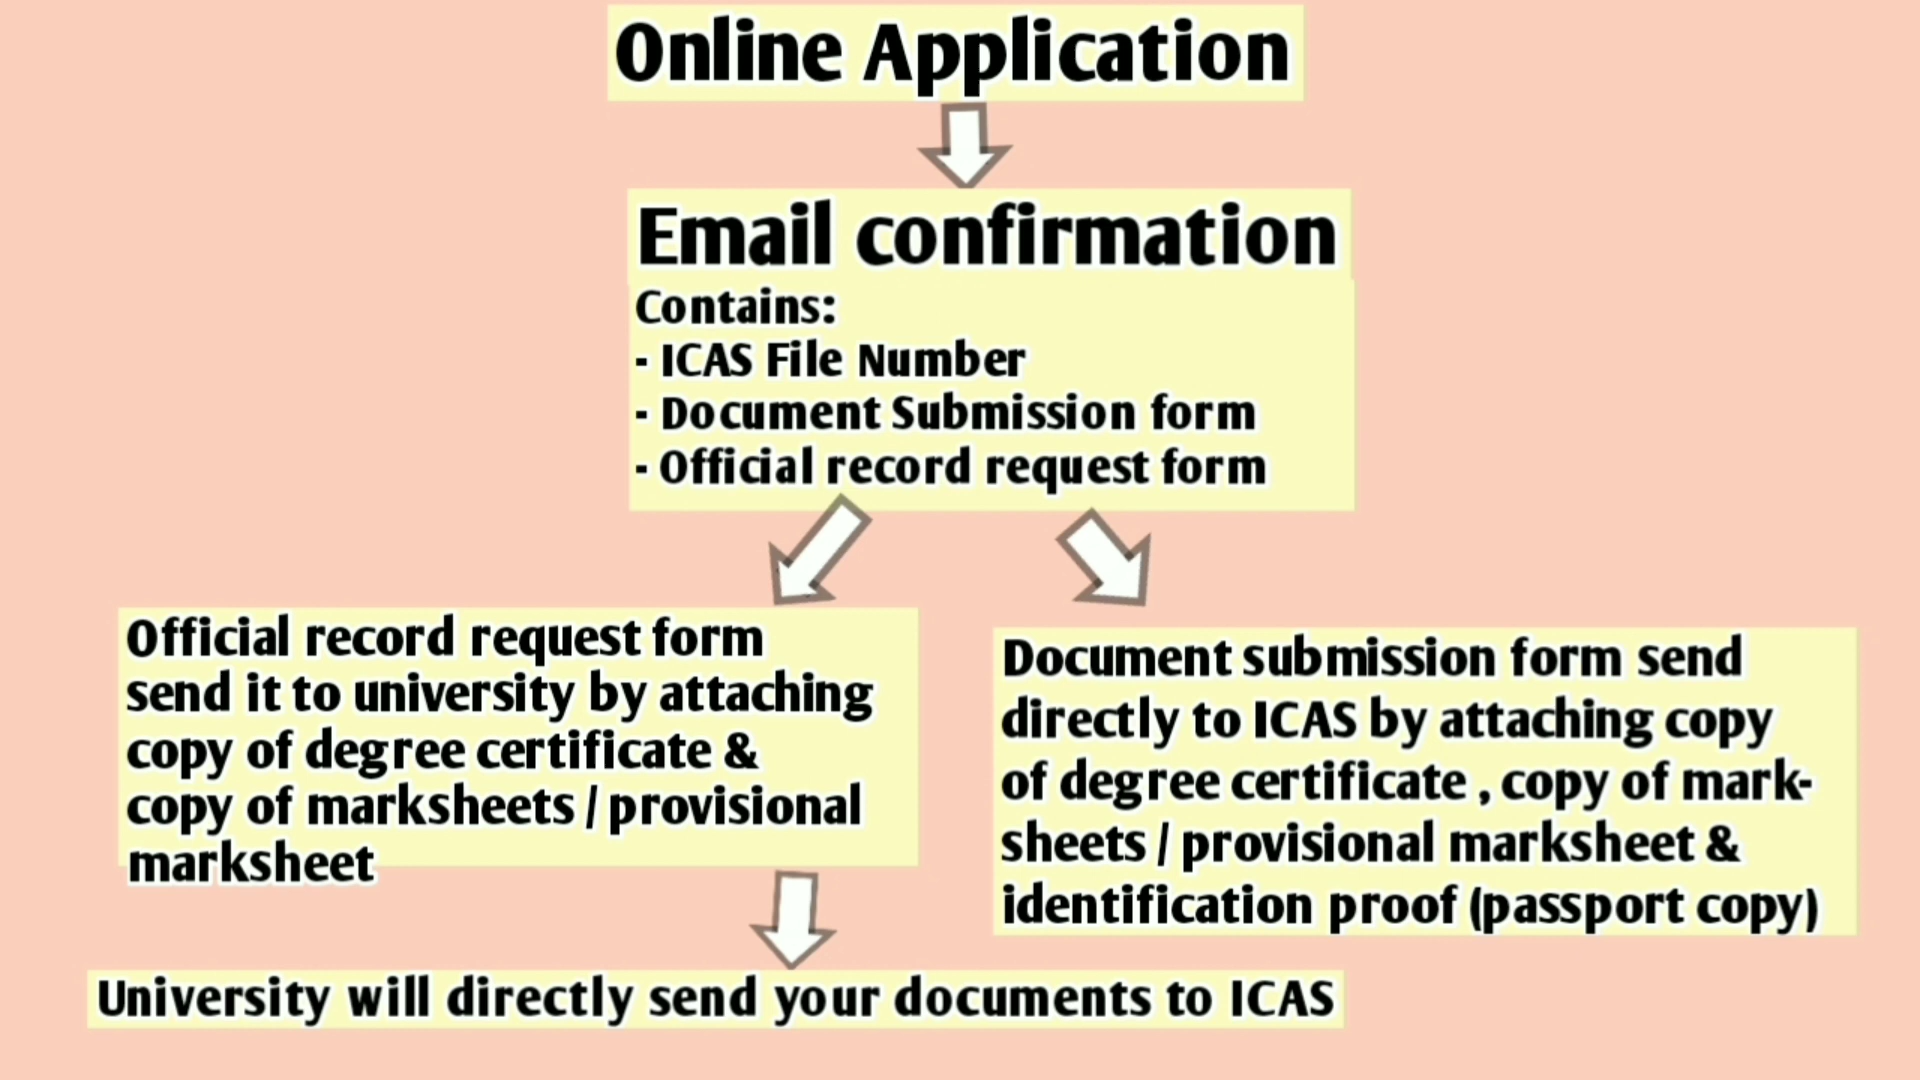 Online Application
Email confirmation
Contains:
- ICAS File Number
- Document Submission form
- Official record request form
Official record request form
send it to university by attaching
copy of degree certificate &
copy of marksheets / provisional
marksheet
Document submission form send
directly to ICAS by attaching copy
of degree certificate , copy of mark-
sheets / provisional marksheet &
identification proof (passport copy)
University will directly send your documents to ICAS